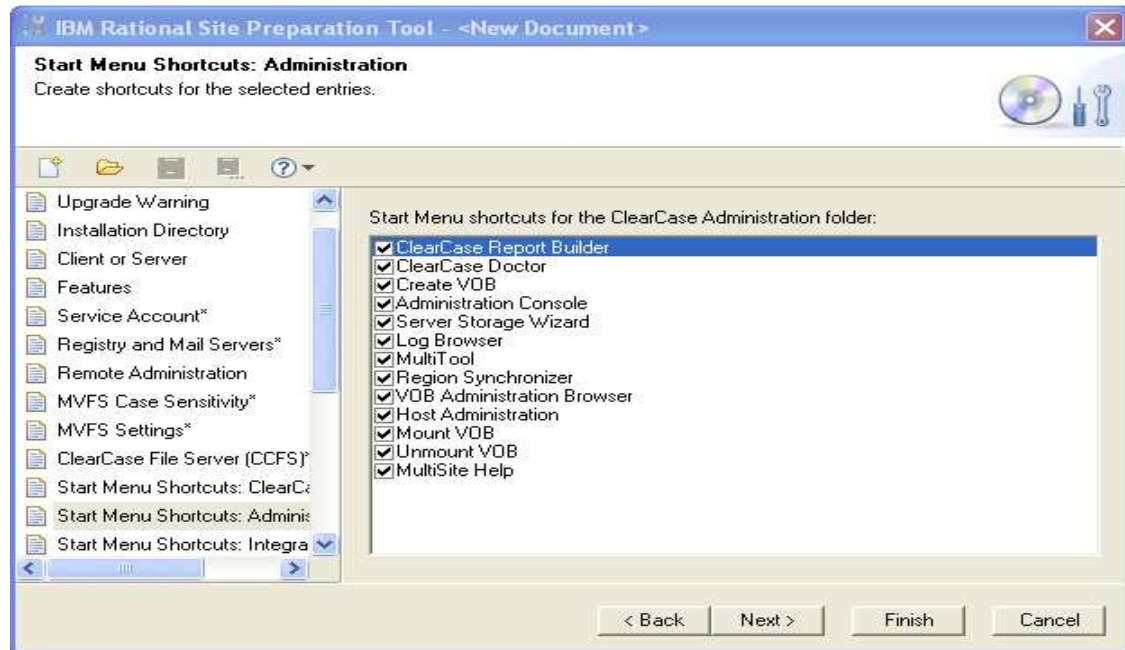 IBM Rational Site Preparation Tool - <New Document>
Start Menu Shortcuts: Administration
Create shortcuts for the selected entries.
Upgrade Warning
Installation Directory
Client or Server
Features
Service Account*
Registry and Mail Servers*
Remote Administration
MVFS Case Sensitivity*
MVFS Settings*
ClearCase File Server (CCFS)*
Start Menu Shortcuts: ClearCa
Start Menu Shortcuts: Adminis
Start Menu Shortcuts: Integra
Start Menu shortcuts for the ClearCase Administration folder:
ClearCase Report Builder
ClearCase Doctor
Create VOB
Administration Console
Server Storage Wizard
Log Browser
MultiTool
Region Synchronizer
VOB Administration Browser
Host Administration
Mount VOB
Unmount VOB
MultiSite Help
< Back
Next >
Finish
Cancel